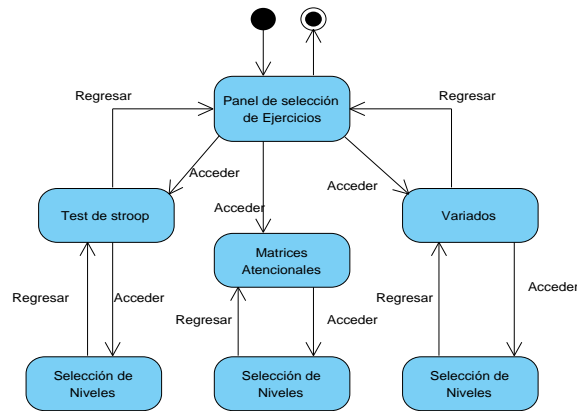 Panel de selección
de Ejercicios
Regresar
Regresar
Acceder
Acceder
Acceder
Test de stroop
Variados
Matrices
Atencionales
Regresar
Acceder
Regresar
Acceder
Regresar
Acceder
Selección de
Niveles
Selección de
Niveles
Selección de
Niveles